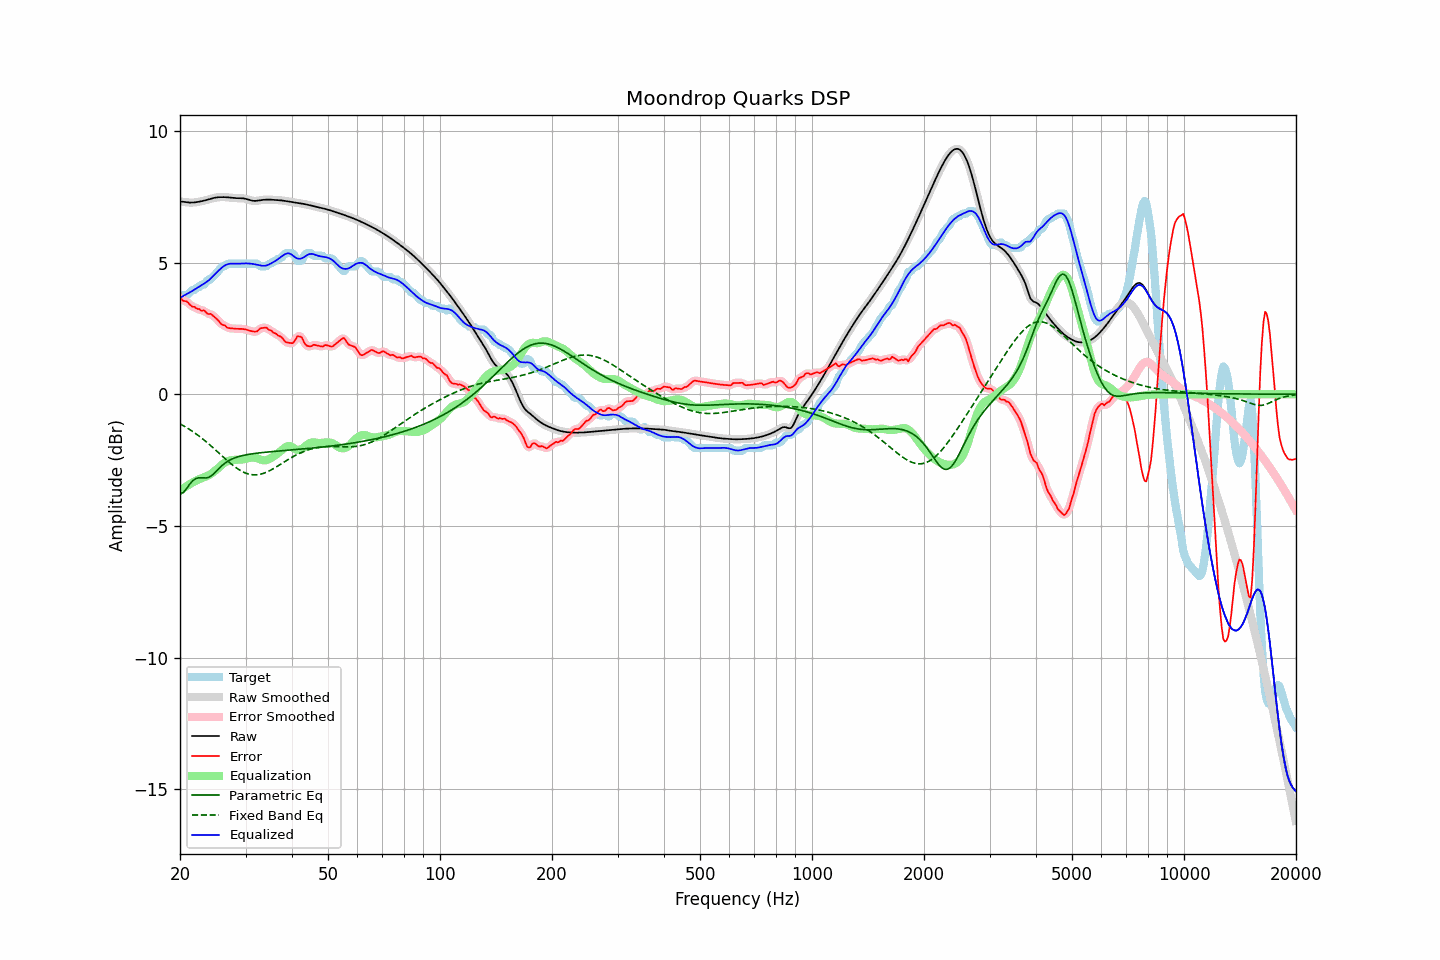 Moondrop Quarks DSP
10
5
0
−5
−10
−15
Amplitude (dBr)
Target
Raw Smoothed
Error Smoothed
Raw
Error
Equalization
Parametric Eq
Fixed Band Eq
Equalized
20 50 100 200 500 1000 2000 5000 10000 20000
Frequency (Hz)